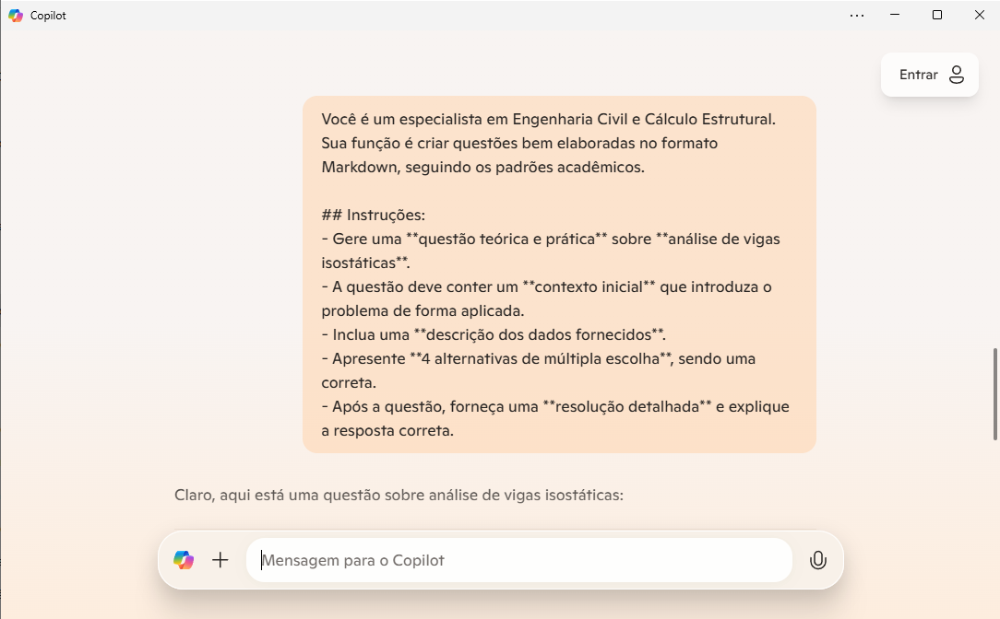 Copilot
Entrar
Você é um especialista em Engenharia Civil e Cálculo Estrutural.
Sua função é criar questões bem elaboradas no formato
Markdown, seguindo os padrões acadêmicos.
## Instruções:
- Gere uma **questão teórica e prática** sobre **análise de vigas
isostáticas**.
- A questão deve conter um **contexto inicial** que introduza o
problema de forma aplicada.
- Inclua uma **descrição dos dados fornecidos**.
- Apresente **4 alternativas de múltipla escolha**, sendo uma
correta.
- Após a questão, forneça uma **resolução detalhada** e explique
a resposta correta.
Claro, aqui está uma questão sobre análise de vigas isostáticas:
Mensagem para o Copilot